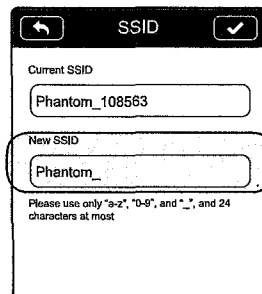 SSID
Current SSID
Phantom_108563
New SSID
Phantom_
Please use only "a-z", "0-9", and "_", and 24
characters at most